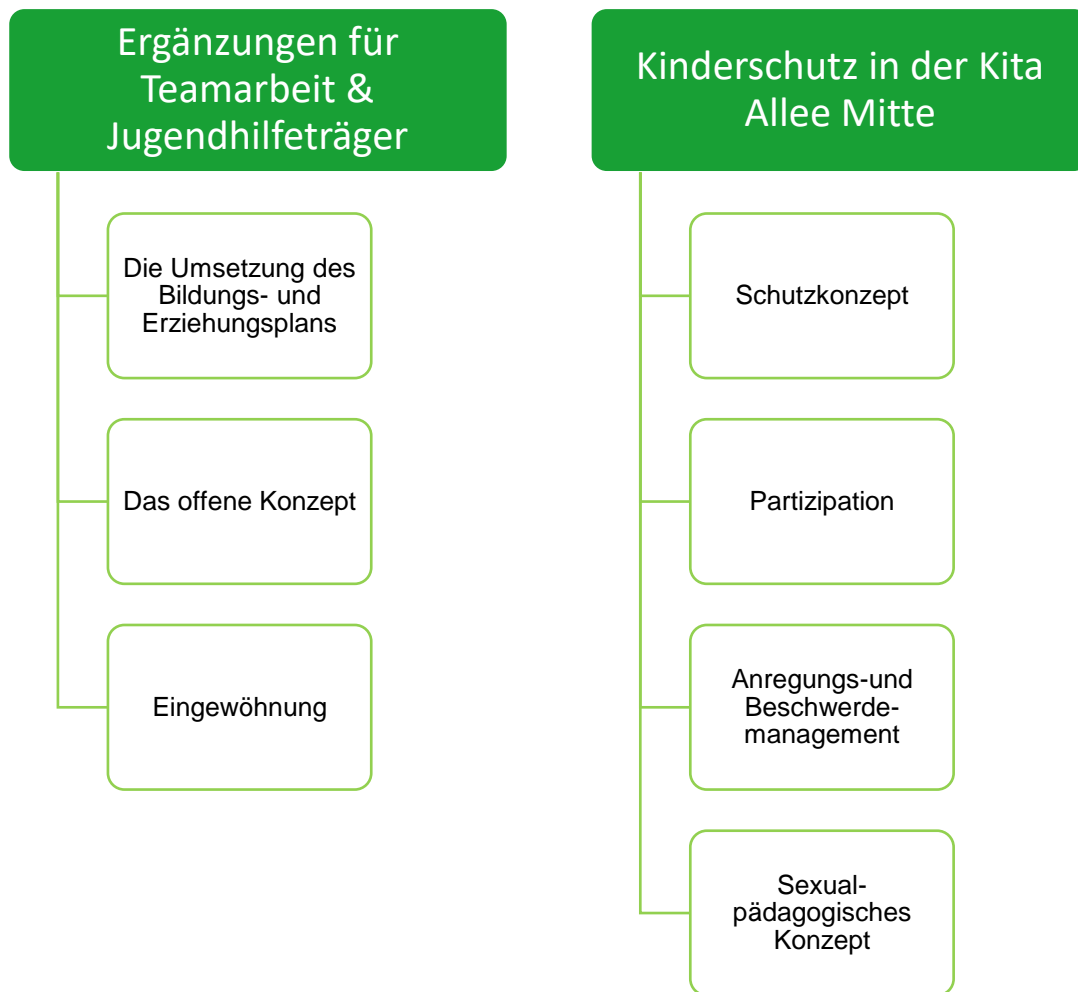 Ergänzungen für
Teamarbeit &
Jugendhilfeträger
Die Umsetzung des
Bildungs- und
Erziehungsplans
Das offene Konzept
Eingewöhnung
Kinderschutz in der Kita
Allee Mitte
Schutzkonzept
Partizipation
Anregungs-und
Beschwerde-
management
Sexual-
pädagogisches
Konzept